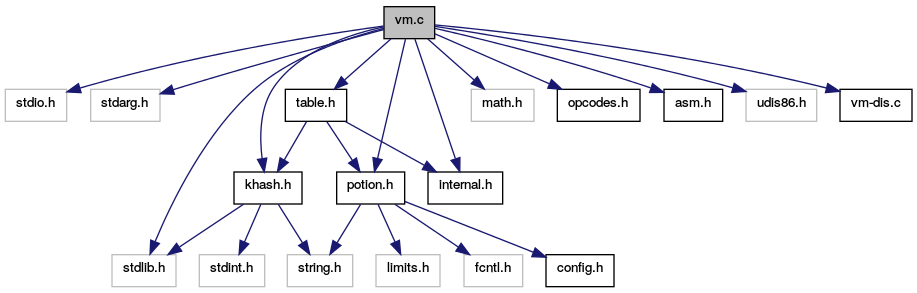 vm.c
stdio.h
stdarg.h
table.h
math.h
opcodes.h
asm.h
udis86.h
vm-dis.c
khash.h
potion.h
internal.h
stdlib.h
stdint.h
string.h
limits.h
fcntl.h
config.h